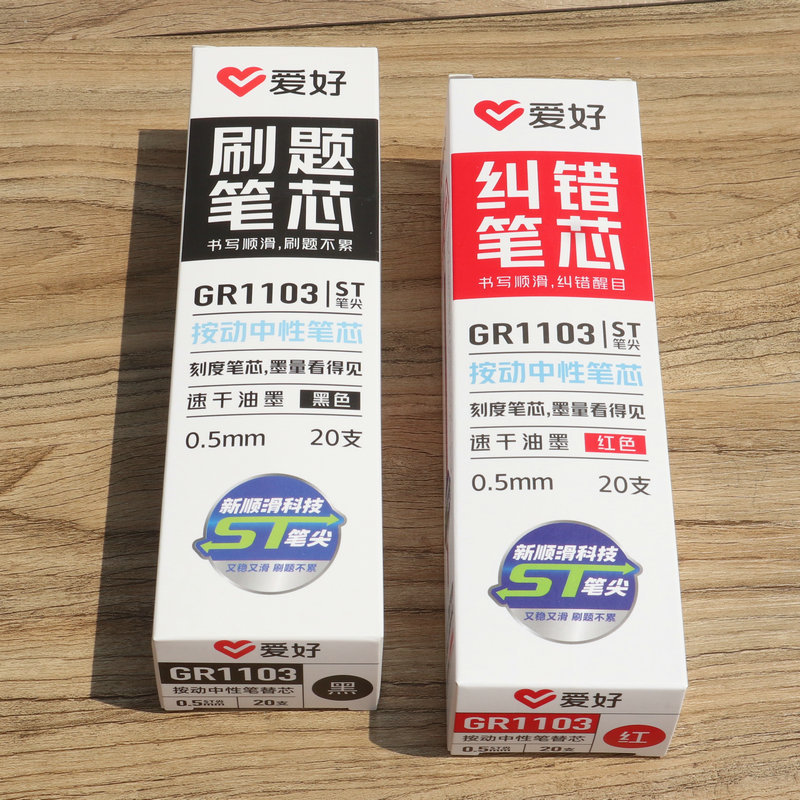 爱好
刷题
笔芯
书写顺滑,刷题不累
GR1103 ST
笔尖
按动中性笔芯
刻度笔芯,墨量看得见
速干油墨 黑色
0.5mm 20支
新顺滑科技
ST笔尖
又稳又滑 刷题不累
爱好
GR1103
按动中性笔替芯
黑
0.5 20支
爱好
纠错
笔芯
书写顺滑,纠错醒目
GR1103 ST
笔尖
按动中性笔芯
刻度笔芯,墨量看得见
速干油墨 红色
0.5mm 20支
新顺滑科技
ST笔尖
又稳又滑 刷题不累
爱好
GR1103
按动中性笔替芯
红
0.5 20支